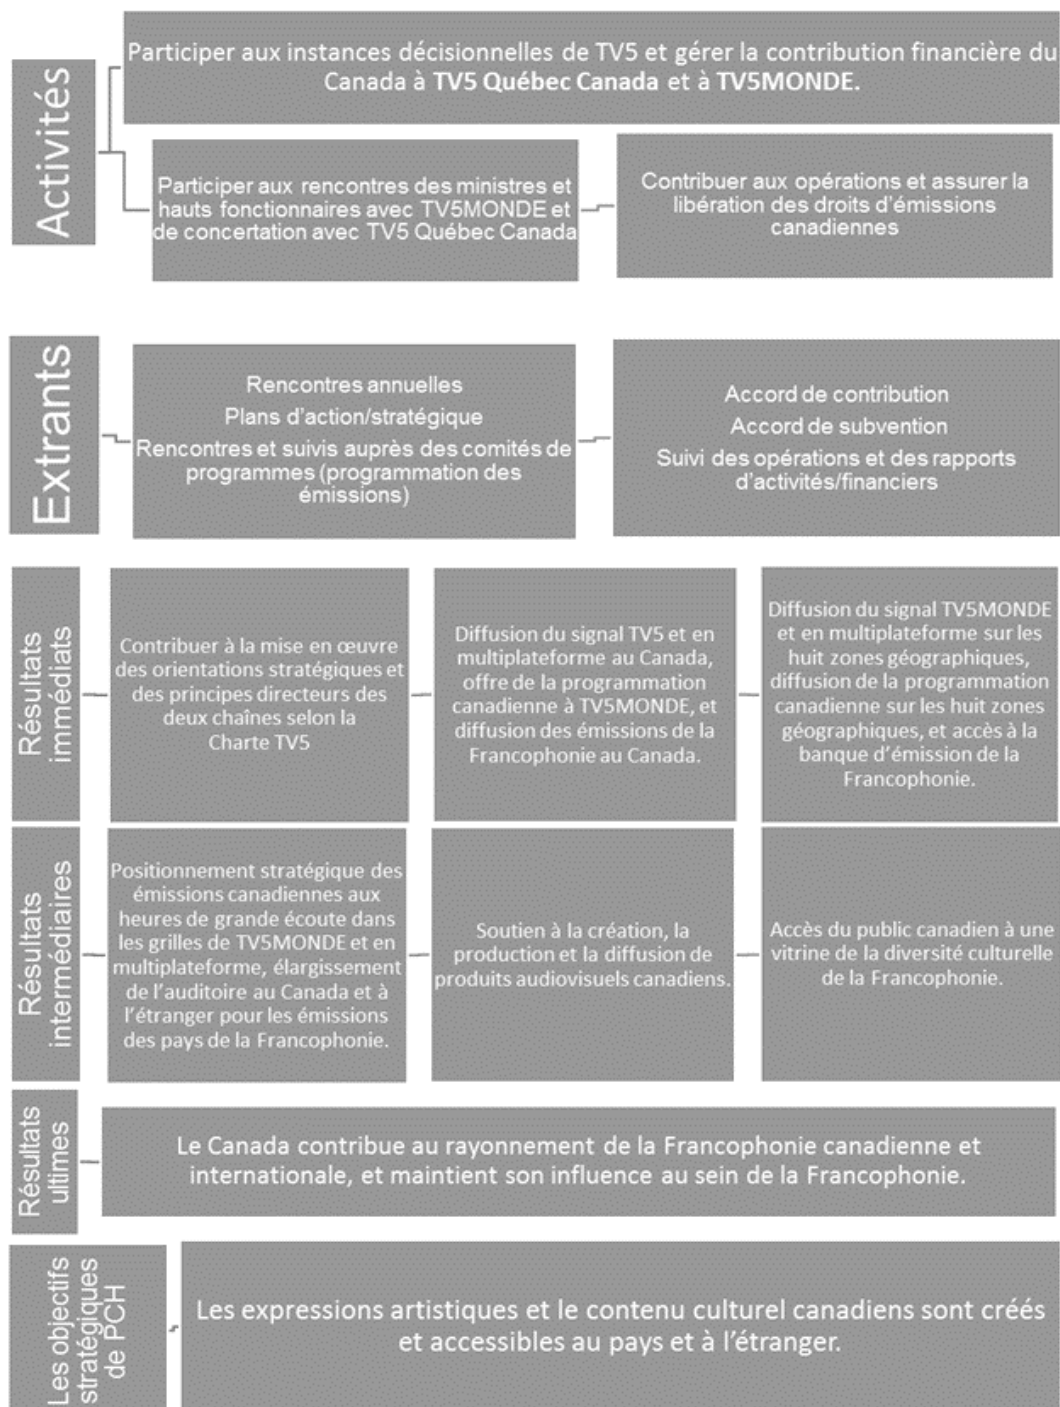 Activités
Participer aux instances décisionnelles de TV5 et gérer la contribution financière du
Canada à TV5 Québec Canada et à TV5MONDE.
Participer aux rencontres des ministres et
hauts fonctionnaires avec TV5MONDE et
de concertation avec TV5 Québec Canada
Contribuer aux opérations et assurer la
libération des droits d'émissions
canadiennes
Extrants
Rencontres annuelles
Plans d'action/stratégique
Rencontres et suivis auprès des comités de
programmes (programmation des
émissions)
Accord de contribution
Accord de subvention
Suivi des opérations et des rapports
d'activités/financiers
Résultats
immédiats
Contribuer à la mise en œuvre
des orientations stratégiques et
des principes directeurs des
deux chaînes selon la
Charte TV5
Diffusion du signal TV5 et en
multiplateforme au Canada,
offre de la programmation
canadienne à TV5MONDE, et
diffusion des émissions de la
Francophonie au Canada.
Diffusion du signal TV5MONDE
et en multiplateforme sur les
huit zones géographiques,
diffusion de la programmation
canadienne sur les huit zones
géographiques, et accès à la
banque d'émission de la
Francophonie.
Résultats
intermédiaires
Positionnement stratégique des
émissions canadiennes aux
heures de grande écoute dans
les grilles de TV5MONDE et en
multiplateforme, élargissement
de l'auditoire au Canada et à
l'étranger pour les émissions
des pays de la Francophonie.
Soutien à la création, la
production et la diffusion de
produits audiovisuels canadiens.
Accès du public canadien à une
vitrine de la diversité culturelle
de la Francophonie.
Résultats
ultimes
Le Canada contribue au rayonnement de la Francophonie canadienne et
internationale, et maintient son influence au sein de la Francophonie.
Les objectifs
stratégiques
de PCH
Les expressions artistiques et le contenu culturel canadiens sont créés
et accessibles au pays et à l'étranger.